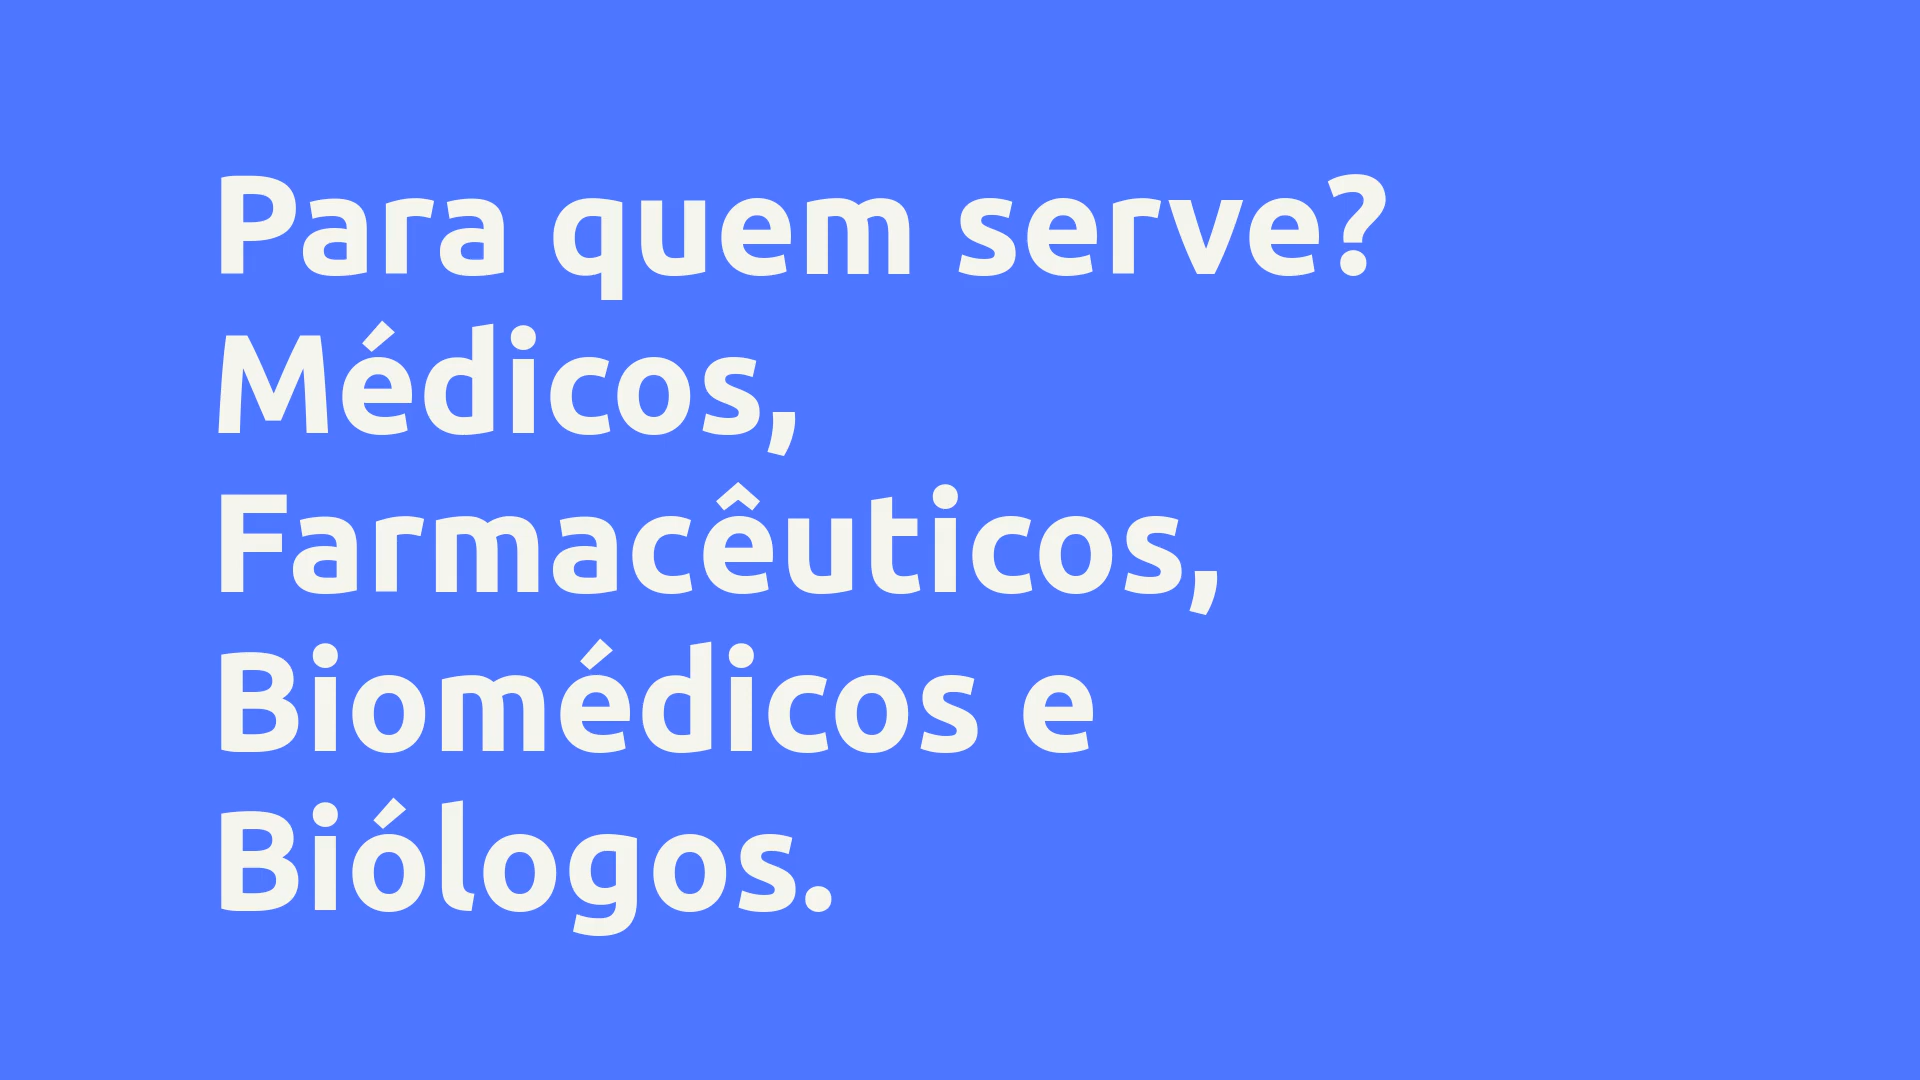 Para quem serve?
Médicos,
Farmacêuticos,
Biomédicos e
Biólogos.